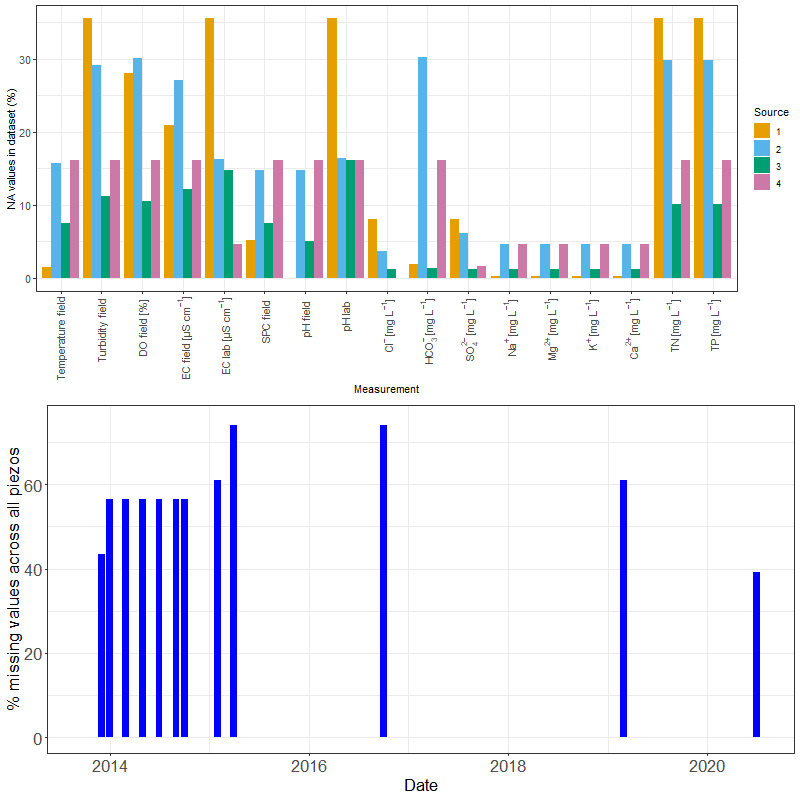 NA values in dataset (%)
30
20
10
0
Temperature field
Turbidity field
DO field [%]
EC field [µS cm⁻¹]
EC lab [µS cm⁻¹]
SPC field
pH field
pH lab
Cl⁻ [mg L⁻¹]
HCO₃⁻ [mg L⁻¹]
SO₄²⁻ [mg L⁻¹]
Na⁺ [mg L⁻¹]
Mg²⁺ [mg L⁻¹]
K⁺ [mg L⁻¹]
Ca²⁺ [mg L⁻¹]
TN [mg L⁻¹]
TP [mg L⁻¹]
Measurement
Source
1
2
3
4
% missing values across all piezos
60
40
20
0
2014
2016
2018
2020
Date